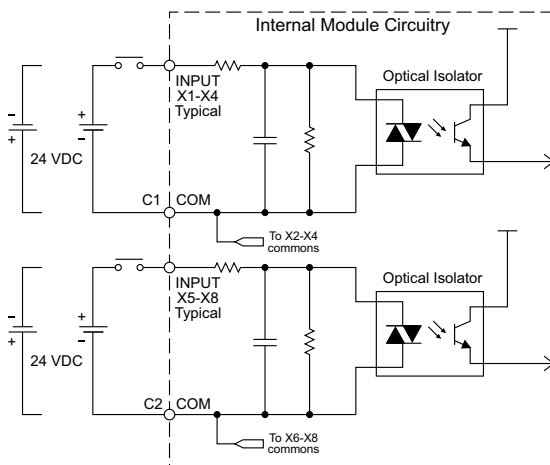 Internal Module Circuitry
INPUT
X1-X4
Typical
Optical Isolator
-
+
+
-
24 VDC
C1 COM
To X2-X4
commons
INPUT
X5-X8
Typical
Optical Isolator
-
+
+
-
24 VDC
C2 COM
To X6-X8
commons